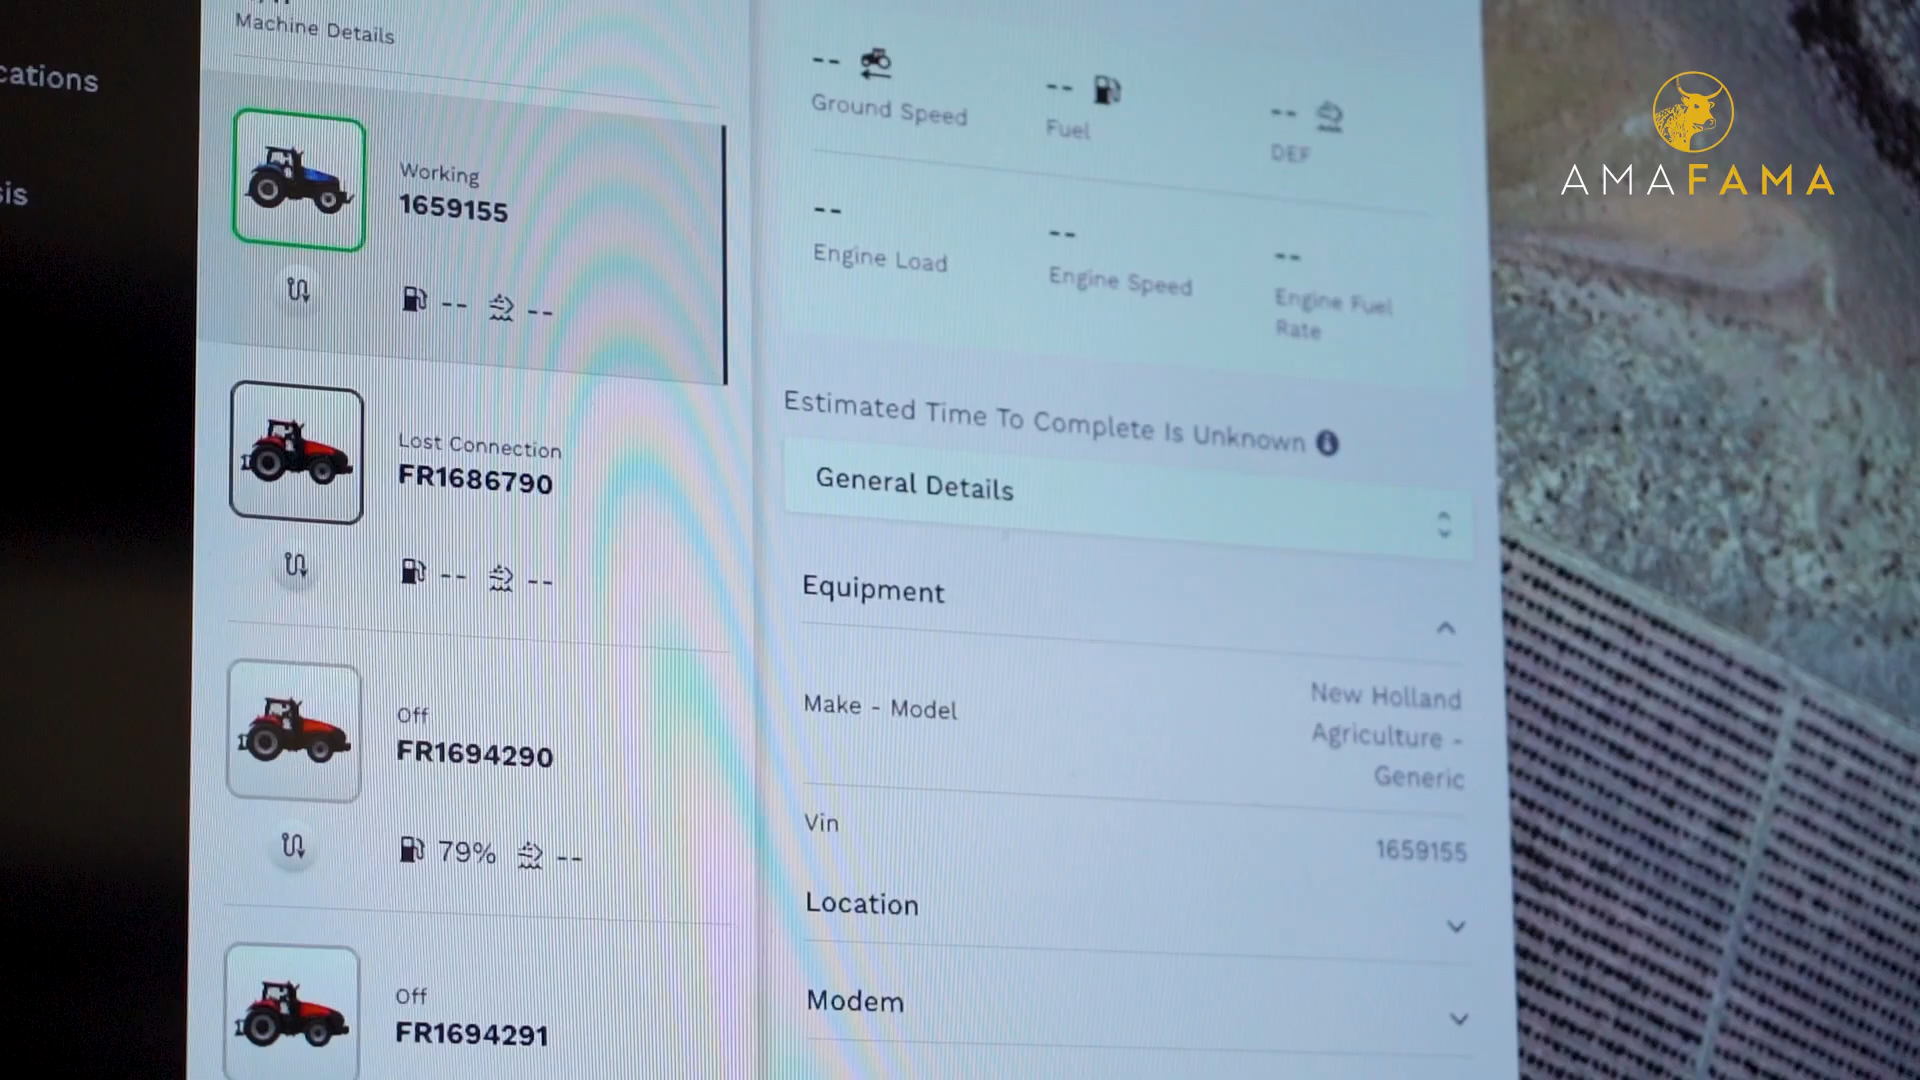 Machine Details
cations
sis
Working
1659155
-- --
Lost Connection
FR1686790
-- --
Off
FR1694290
79% --
Off
FR1694291
-- Ground Speed
-- Fuel
-- DEF
-- Engine Load
-- Engine Speed
-- Engine Fuel
Rate
Estimated Time To Complete Is Unknown
General Details
Equipment
Make - Model
New Holland
Agriculture -
Generic
Vin
1659155
Location
Modem
AMAFAMA